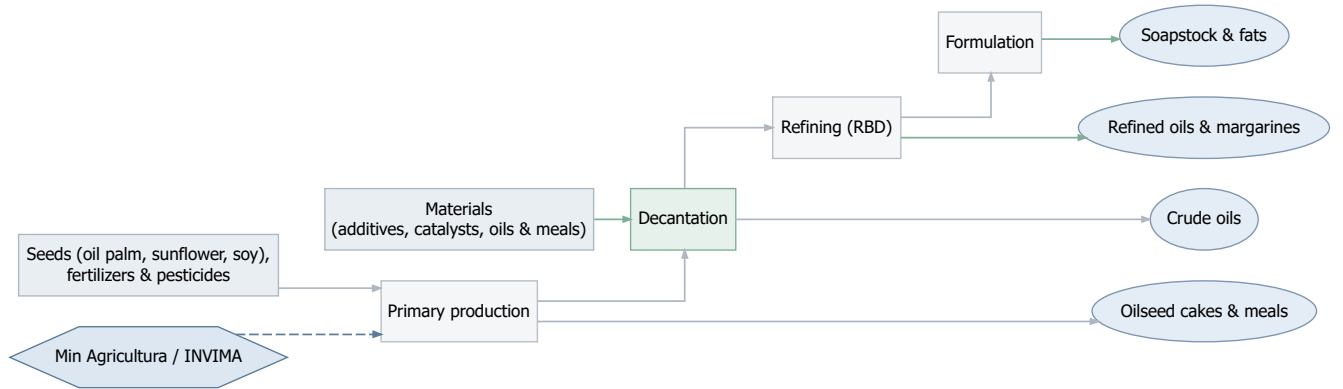 Soapstock & fats
Formulation
Refining (RBD)
Refined oils & margarines
Materials
(additives, catalysts, oils & meals)
Decantation
Crude oils
Seeds (oil palm, sunflower, soy),
fertilizers & pesticides
Primary production
Oilseed cakes & meals
Min Agricultura / INVIMA